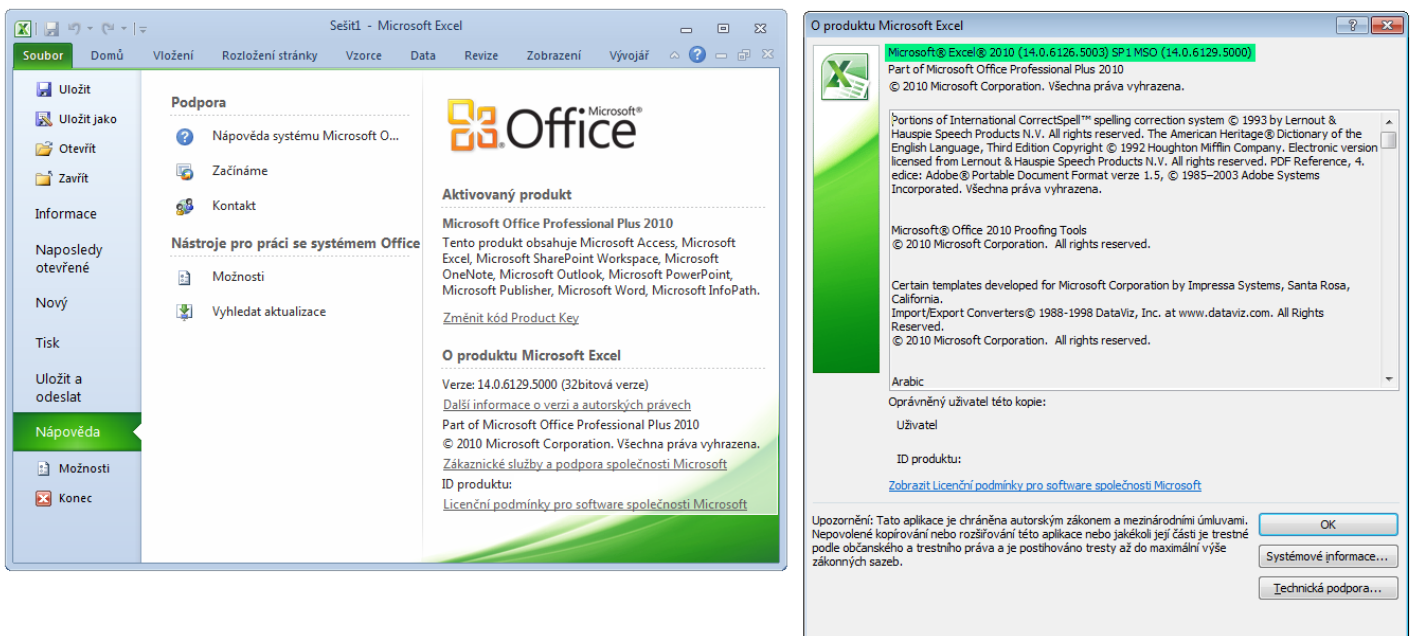 Sešit1 - Microsoft Excel
Soubor Domů Vložení Rozložení stránky Vzorce Data Revize Zobrazení Vývojář
Uložit
Uložit jako
Otevřít
Zavřít
Informace
Naposledy
otevřené
Nový
Tisk
Uložit a
odeslat
Nápověda
Možnosti
Konec
Podpora
Nápověda systému Microsoft O...
Začínáme
Kontakt
Nástroje pro práci se systémem Office
Možnosti
Vyhledat aktualizace
Microsoft®
Office
Aktivovaný produkt
Microsoft Office Professional Plus 2010
Tento produkt obsahuje Microsoft Access, Microsoft
Excel, Microsoft SharePoint Workspace, Microsoft
OneNote, Microsoft Outlook, Microsoft PowerPoint,
Microsoft Publisher, Microsoft Word, Microsoft InfoPath.
Změnit kód Product Key
O produktu Microsoft Excel
Verze: 14.0.6129.5000 (32bitová verze)
Další informace o verzi a autorských právech
Part of Microsoft Office Professional Plus 2010
© 2010 Microsoft Corporation. Všechna práva vyhrazena.
Zákaznické služby a podpora společnosti Microsoft
ID produktu:
Licenční podmínky pro software společnosti Microsoft
O produktu Microsoft Excel
Microsoft® Excel® 2010 (14.0.6126.5003) SP1 MSO (14.0.6129.5000)
Part of Microsoft Office Professional Plus 2010
© 2010 Microsoft Corporation. Všechna práva vyhrazena.
Portions of International CorrectSpell™ spelling correction system © 1993 by Lernout &
Hauspie Speech Products N.V. All rights reserved. The American Heritage® Dictionary of the
English Language, Third Edition Copyright © 1992 Houghton Mifflin Company. Electronic version
licensed from Lernout & Hauspie Speech Products N.V. All rights reserved. PDF Reference, 4.
edice: Adobe® Portable Document Format verze 1.5, © 1985–2003 Adobe Systems
Incorporated. Všechna práva vyhrazena.
Microsoft® Office 2010 Proofing Tools
© 2010 Microsoft Corporation. All rights reserved.
Certain templates developed for Microsoft Corporation by Impressa Systems, Santa Rosa,
California.
Import/Export Converters© 1988-1998 DataViz, Inc. at www.dataviz.com. All Rights
Reserved.
© 2010 Microsoft Corporation. All rights reserved.
Arabic
Oprávněný uživatel této kopie:
Uživatel
ID produktu:
Zobrazit Licenční podmínky pro software společnosti Microsoft
Upozornění: Tato aplikace je chráněna autorským zákonem a mezinárodními úmluvami.
Nepovolené kopírování nebo rozšiřování této aplikace nebo jakékoli její části je trestné
podle občanského a trestního práva a je postihováno tresty až do maximální výše
zákonných sazeb.
OK
Systémové informace...
Technická podpora...